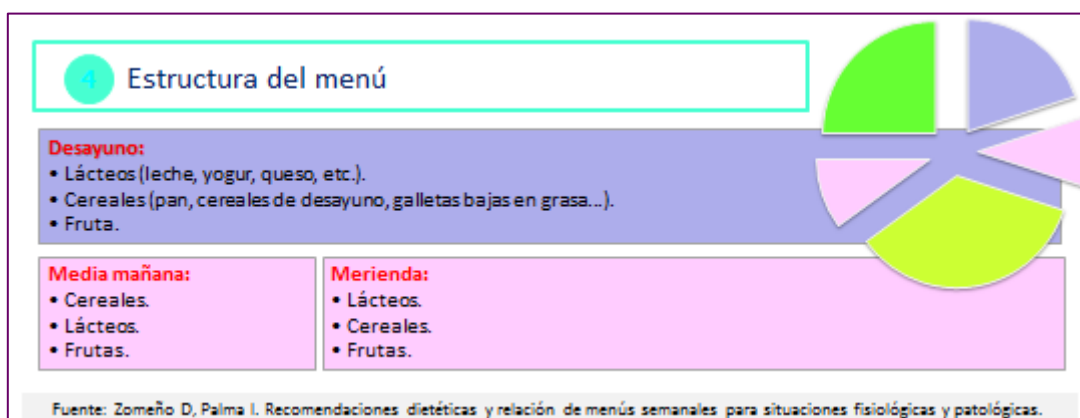 4 Estructura del menú
Desayuno:
• Lácteos (leche, yogur, queso, etc.).
• Cereales (pan, cereales de desayuno, galletas bajas en grasa...).
• Fruta.
Media mañana:
• Cereales.
• Lácteos.
• Frutas.
Merienda:
• Lácteos.
• Cereales.
• Frutas.
Fuente: Zomeño D, Palma I. Recomendaciones dietéticas y relación de menús semanales para situaciones fisiológicas y patológicas.